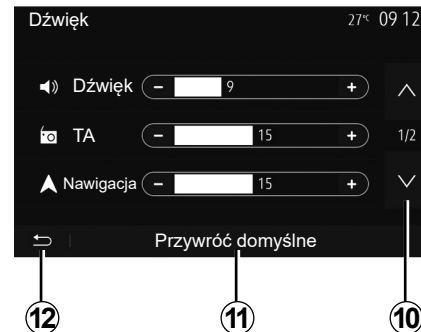 Dźwięk 27°C 09 12
Dźwięk - 9 +
TA - 15 +
1/2
Nawigacja - 15 +
Przywróć domyślne
12 11 10